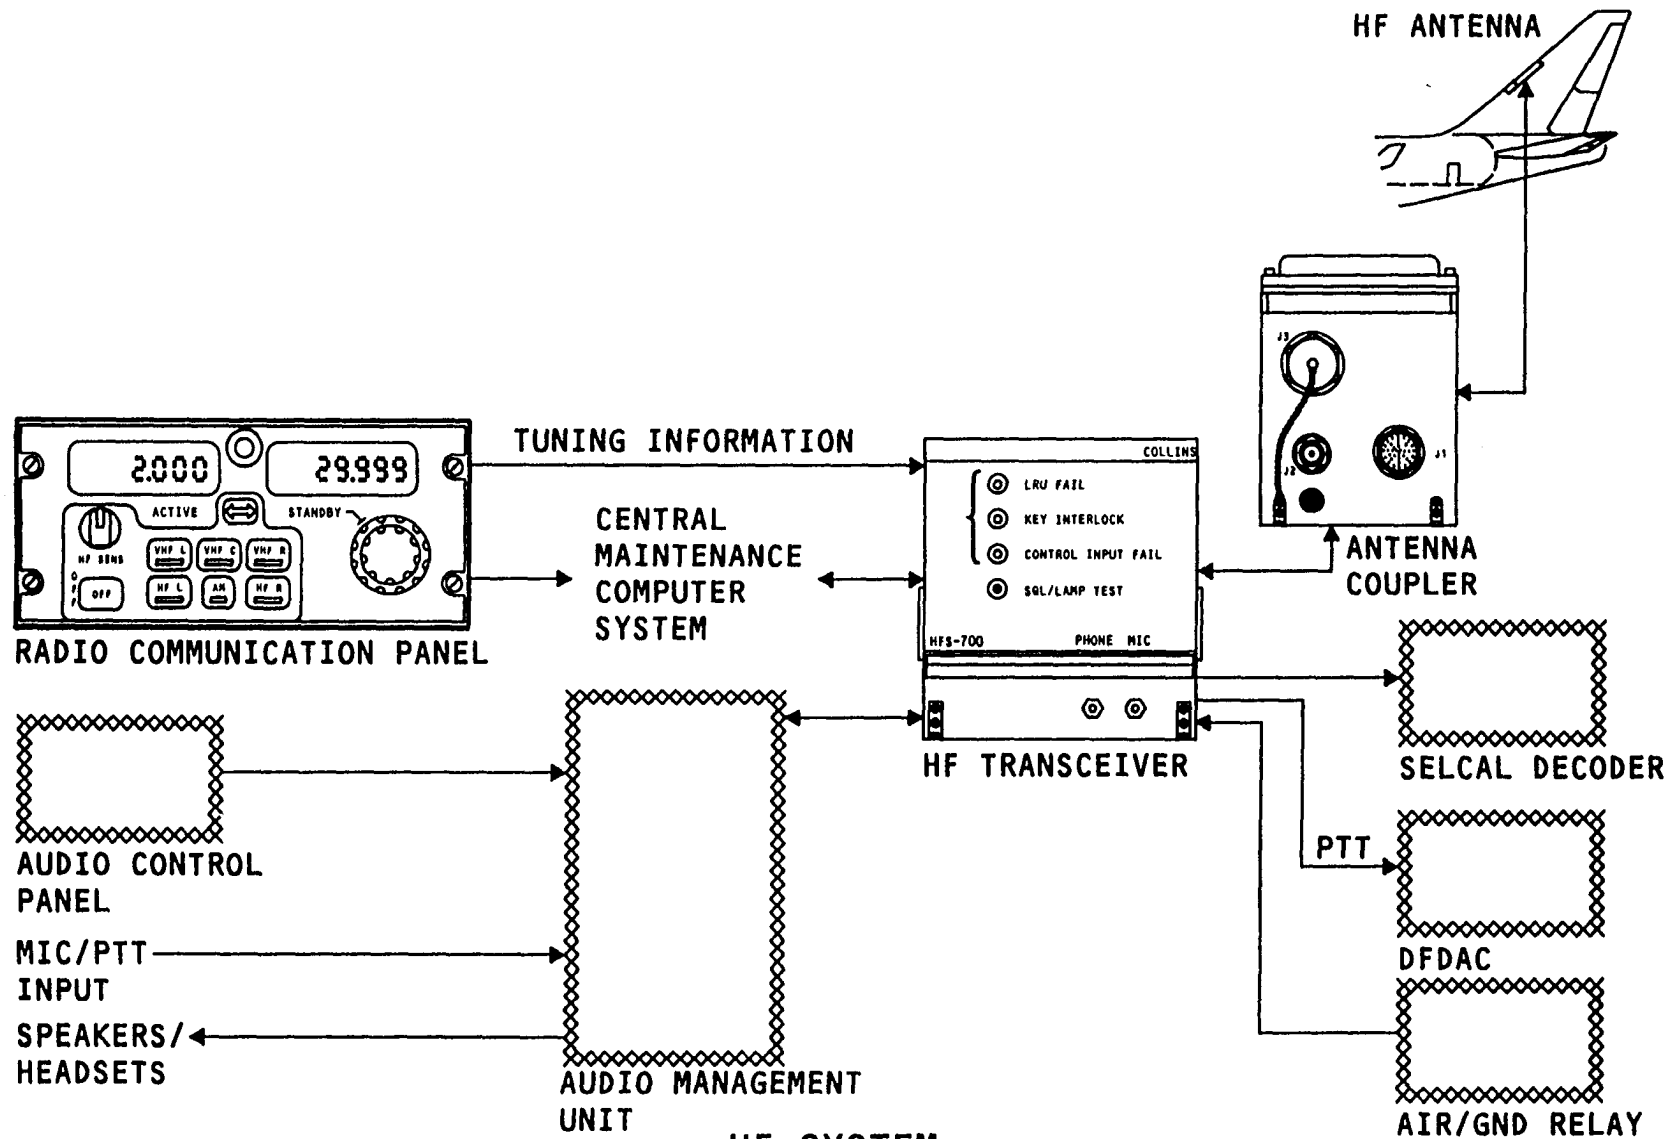 HF ANTENNA
J3
J2
J1
ANTENNA
COUPLER
2.000
29.999
ACTIVE
STANDBY
HF SENS
VHF L
VHF C
VHF R
OFF
OFF
HF L
AM
HF R
RADIO COMMUNICATION PANEL
TUNING INFORMATION
CENTRAL
MAINTENANCE
COMPUTER
SYSTEM
COLLINS
LRU FAIL
KEY INTERLOCK
CONTROL INPUT FAIL
SQL/LAMP TEST
HFS-700
PHONE MIC
HF TRANSCEIVER
SELCAL DECODER
AUDIO CONTROL
PANEL
MIC/PTT
INPUT
SPEAKERS/
HEADSETS
AUDIO MANAGEMENT
UNIT
PTT
DFDAC
AIR/GND RELAY
HF SYSTEM